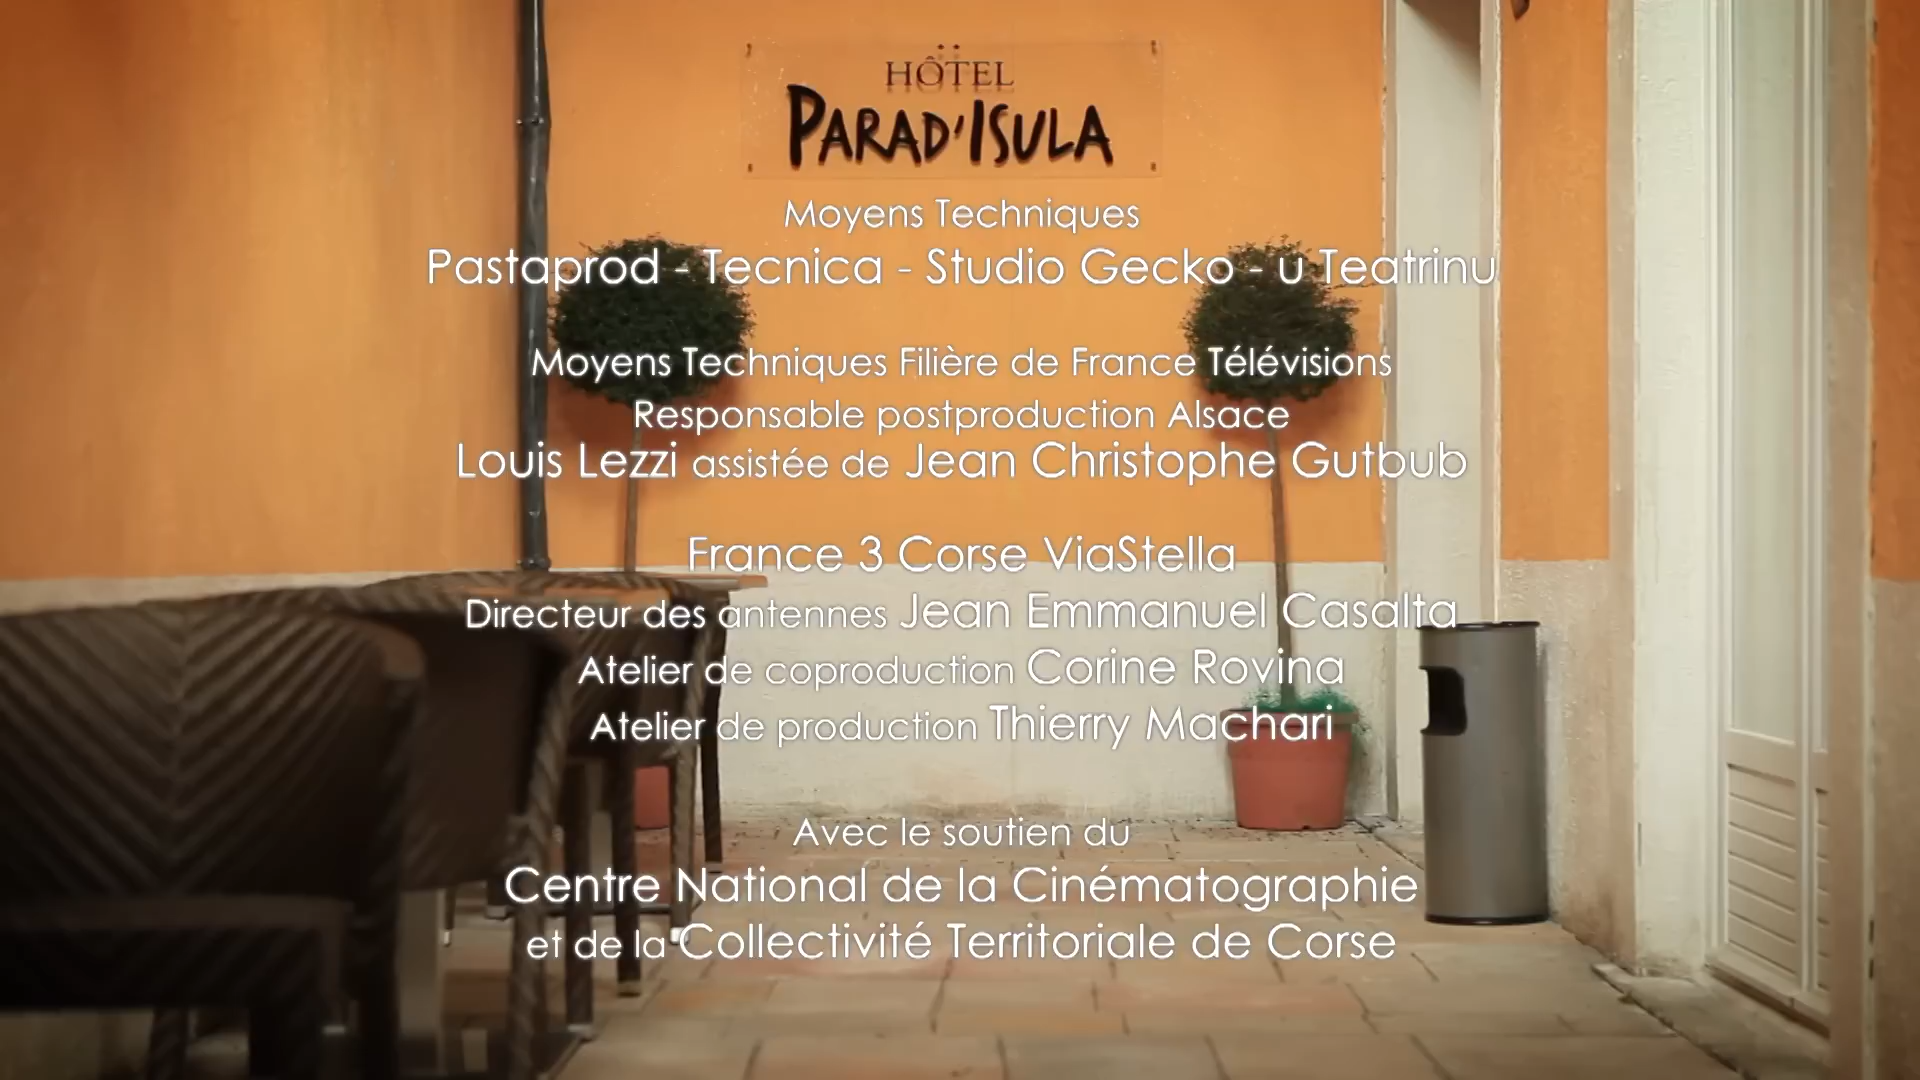 HÔTEL
PARAD'ISULA
Moyens Techniques
Pastaprod - Tecnica - Studio Gecko - u Teatrinu
Moyens Techniques Filière de France Télévisions
Responsable postproduction Alsace
Louis Lezzi assistée de Jean Christophe Gutbub
France 3 Corse ViaStella
Directeur des antennes Jean Emmanuel Casalta
Atelier de coproduction Corine Rovina
Atelier de production Thierry Machari
Avec le soutien du
Centre National de la Cinématographie
et de la Collectivité Territoriale de Corse